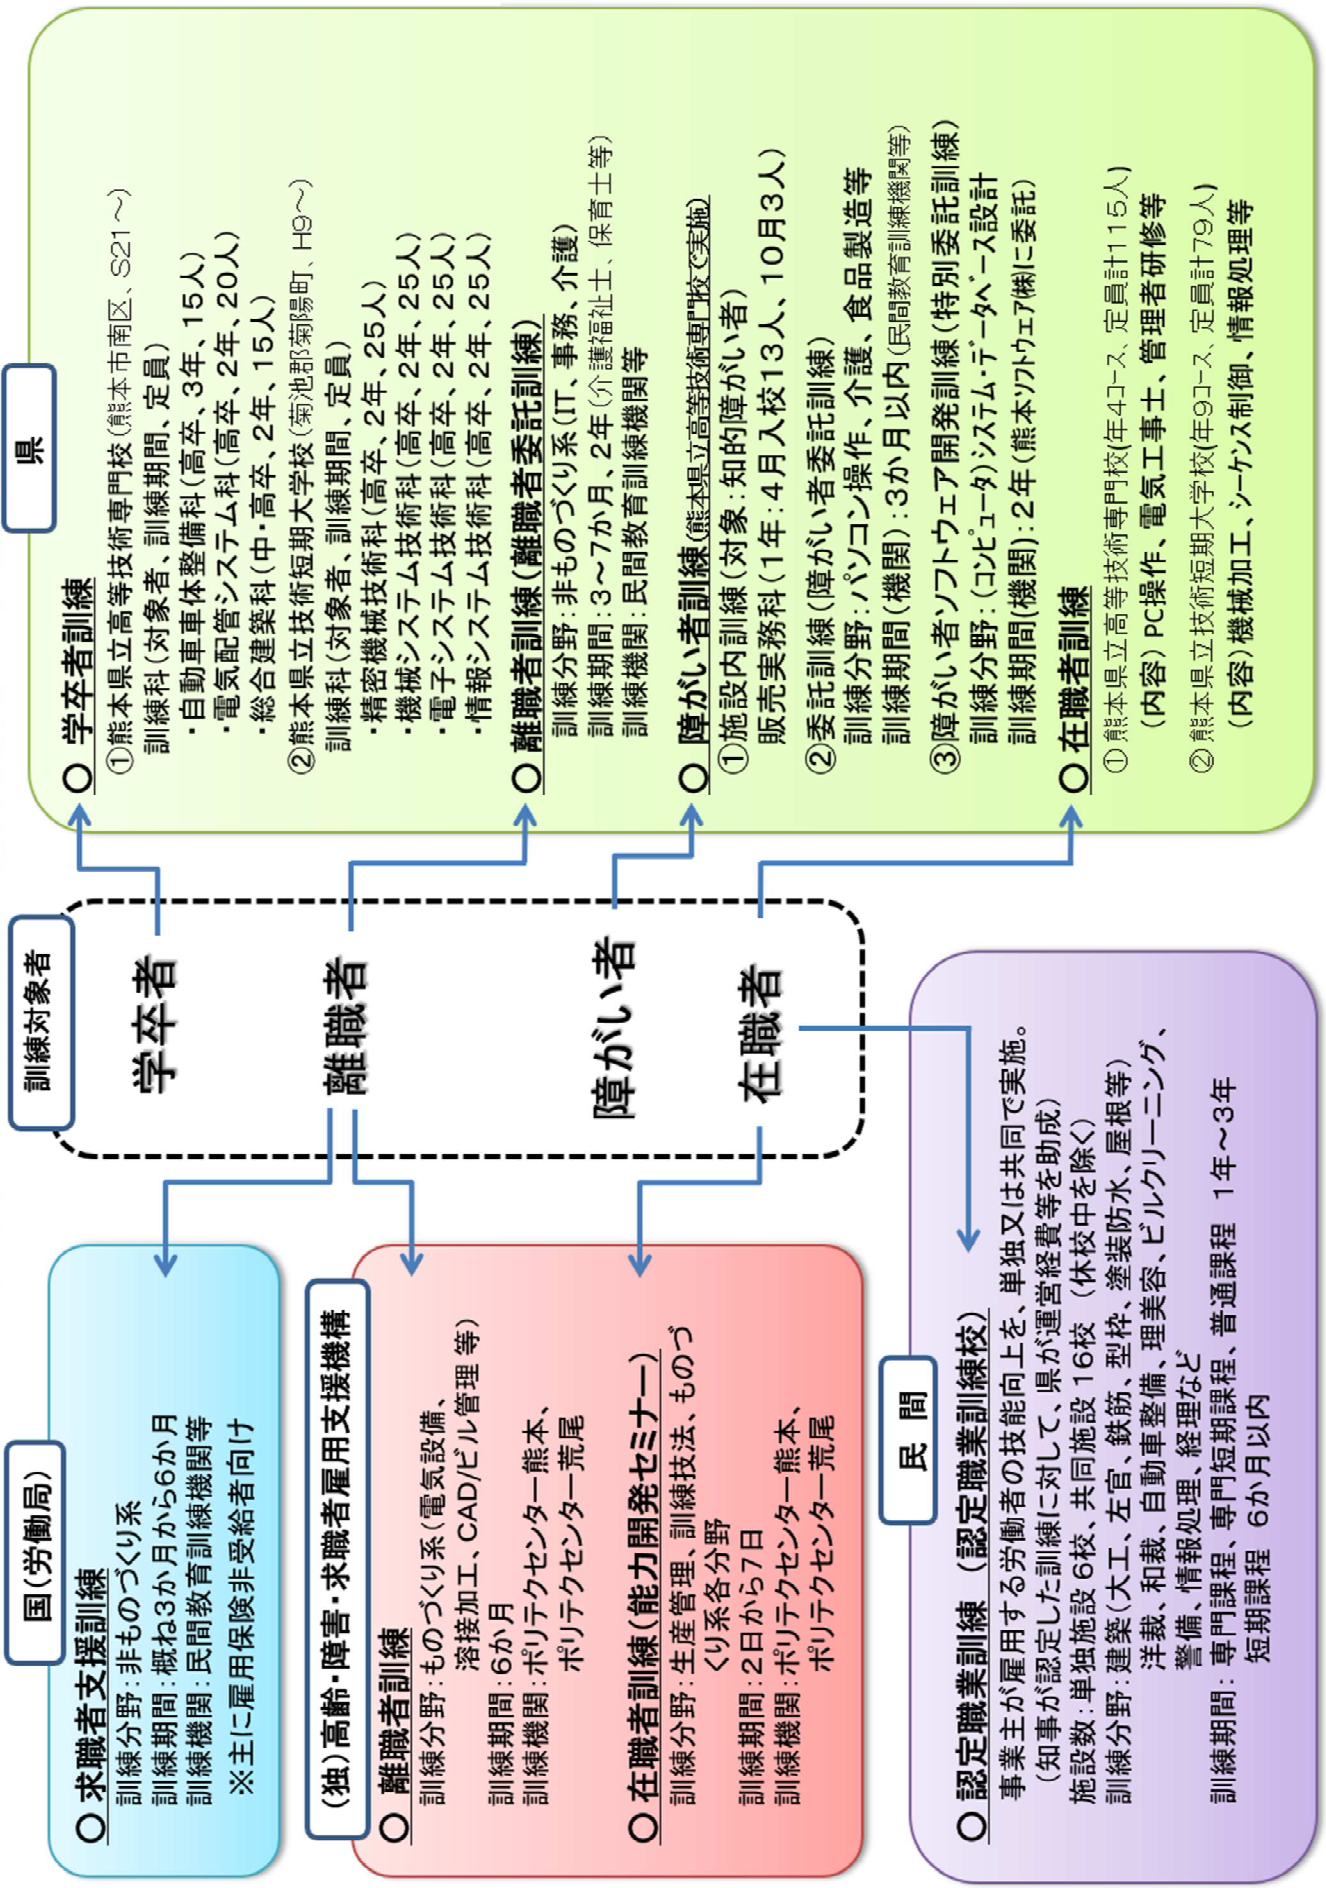 国（労働局）
○ 求職者支援訓練
訓練分野：非ものづくり系
訓練期間：概ね3か月から6か月
訓練機関：民間教育訓練機関等
※主に雇用保険非受給者向け
（独）高齢・障害・求職者雇用支援機構
○ 離職者訓練
訓練分野：ものづくり系（電気設備、
溶接加工、CAD/ビル管理 等）
訓練期間：6か月
訓練機関：ポリテクセンター熊本、
ポリテクセンター荒尾
○ 在職者訓練（能力開発セミナー）
訓練分野：生産管理、訓練技法、ものづ
くり系各分野
訓練期間：2日から7日
訓練機関：ポリテクセンター熊本、
ポリテクセンター荒尾
訓練対象者
学卒者
離職者
障がい者
在職者
県
○ 学卒者訓練
①熊本県立高等技術専門校（熊本市南区、S21～）
訓練科（対象者、訓練期間、定員）
・自動車車体整備科（高卒、3年、15人）
・電気配管システム科（高卒、2年、20人）
・総合建築科（中・高卒、2年、15人）
②熊本県立技術短期大学校（菊池郡菊陽町、H9～）
訓練科（対象者、訓練期間、定員）
・精密機械技術科（高卒、2年、25人）
・機械システム技術科（高卒、2年、25人）
・電子システム技術科（高卒、2年、25人）
・情報システム技術科（高卒、2年、25人）
○ 離職者訓練（離職者委託訓練）
訓練分野：非ものづくり系（IT、事務、介護）
訓練期間：3～7か月、2年（介護福祉士、保育士等）
訓練機関：民間教育訓練機関等
○ 障がい者訓練（熊本県立高等技術専門校で実施）
①施設内訓練（対象：知的障がい者）
販売実務科（1年：4月入校13人、10月3人）
②委託訓練（障がい者委託訓練）
訓練分野：パソコン操作、介護、食品製造等
訓練期間（機関）：3か月以内（民間教育訓練機関等）
③障がい者ソフトウェア開発訓練（特別委託訓練）
訓練分野：（コンピュータ）システム・データベース設計
訓練期間（機関）：2年（熊本ソフトウェア㈱に委託）
○ 在職者訓練
①熊本県立高等技術専門校（年4コース、定員計115人）
（内容）PC操作、電気工事士、管理者研修等
②熊本県立技術短期大学校（年9コース、定員計79人）
（内容）機械加工、シーケンス制御、情報処理等
民 間
○ 認定職業訓練（認定職業訓練校）
事業主が雇用する労働者の技能向上を、単独又は共同で実施。
（知事が認定した訓練に対して、県が運営経費等を助成）
施設数：単独施設6校、共同施設16校（休校中を除く）
訓練分野：建築（大工、左官、鉄筋、型枠、塗装防水、屋根等）
洋裁、和裁、自動車整備、理美容、ビルクリーニング、
警備、情報処理、経理など
訓練期間：専門課程、専門短期課程、普通課程 1年～3年
短期課程 6か月以内